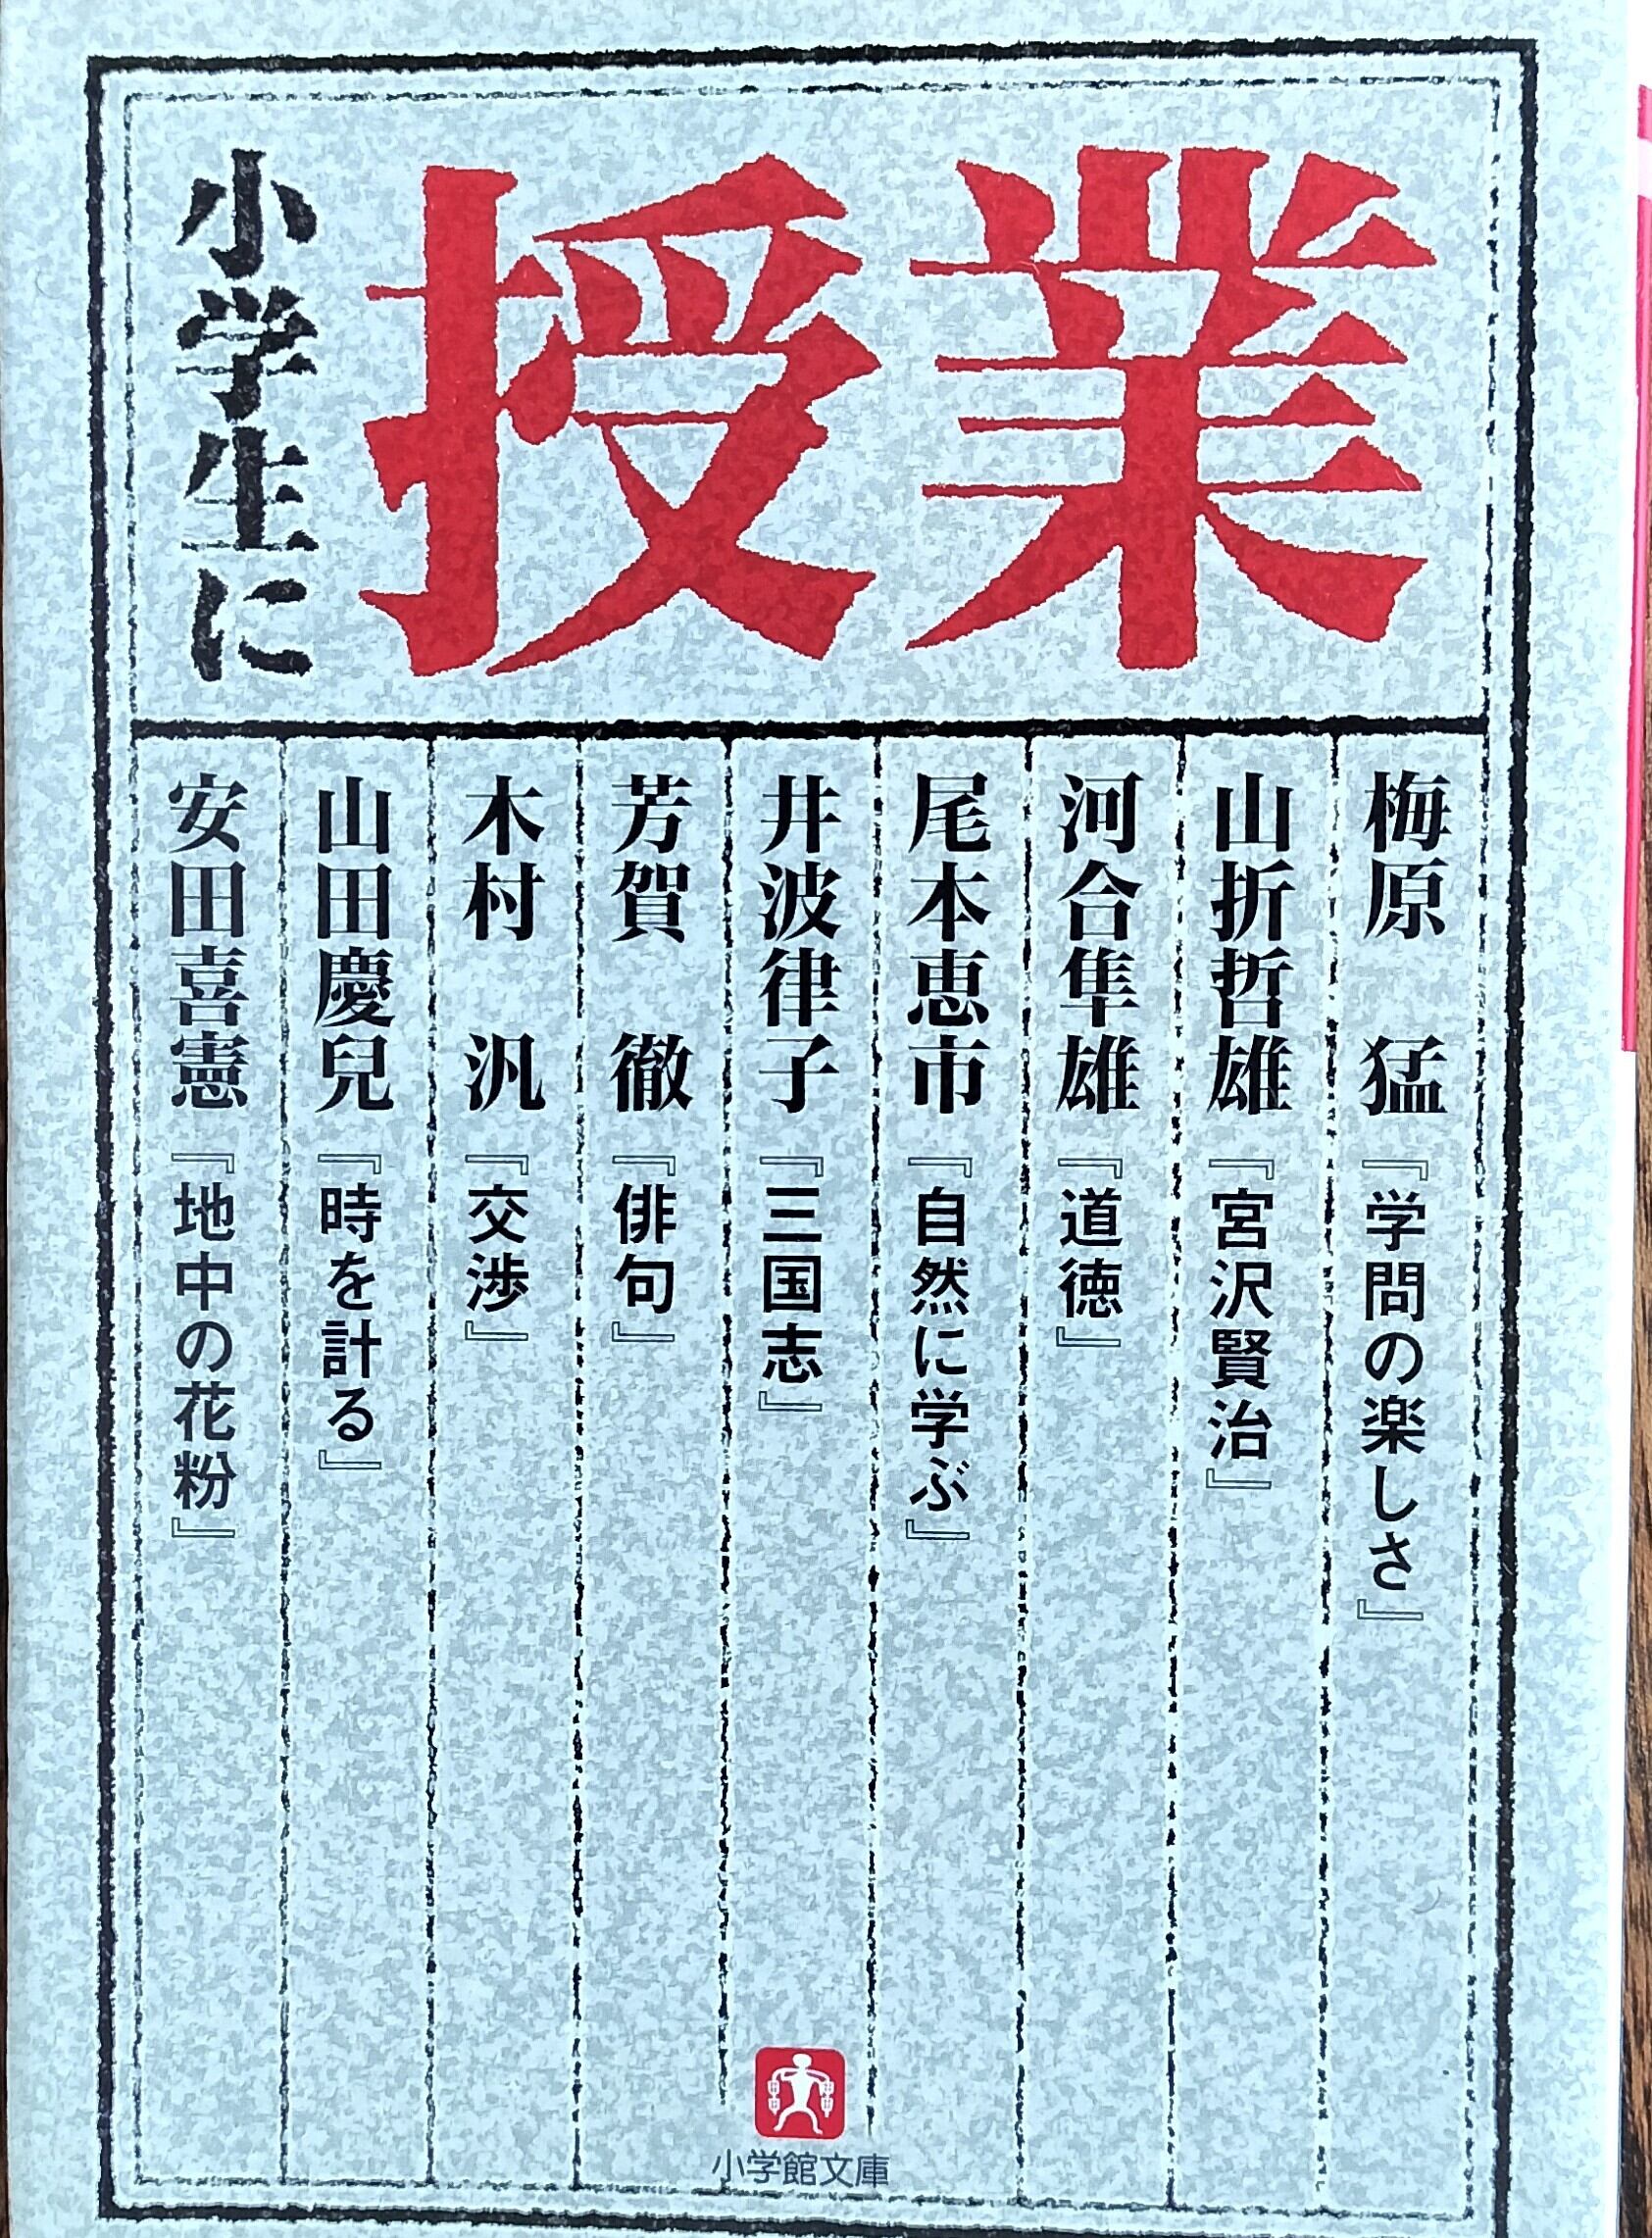 小学生に
授業
梅原　猛『学問の楽しさ』
山折哲雄『宮沢賢治』
河合隼雄『道徳』
尾本恵市『自然に学ぶ』
井波律子『三国志』
芳賀　徹『俳句』
木村　汎『交渉』
山田慶兒『時を計る』
安田喜憲『地中の花粉』
小学館文庫